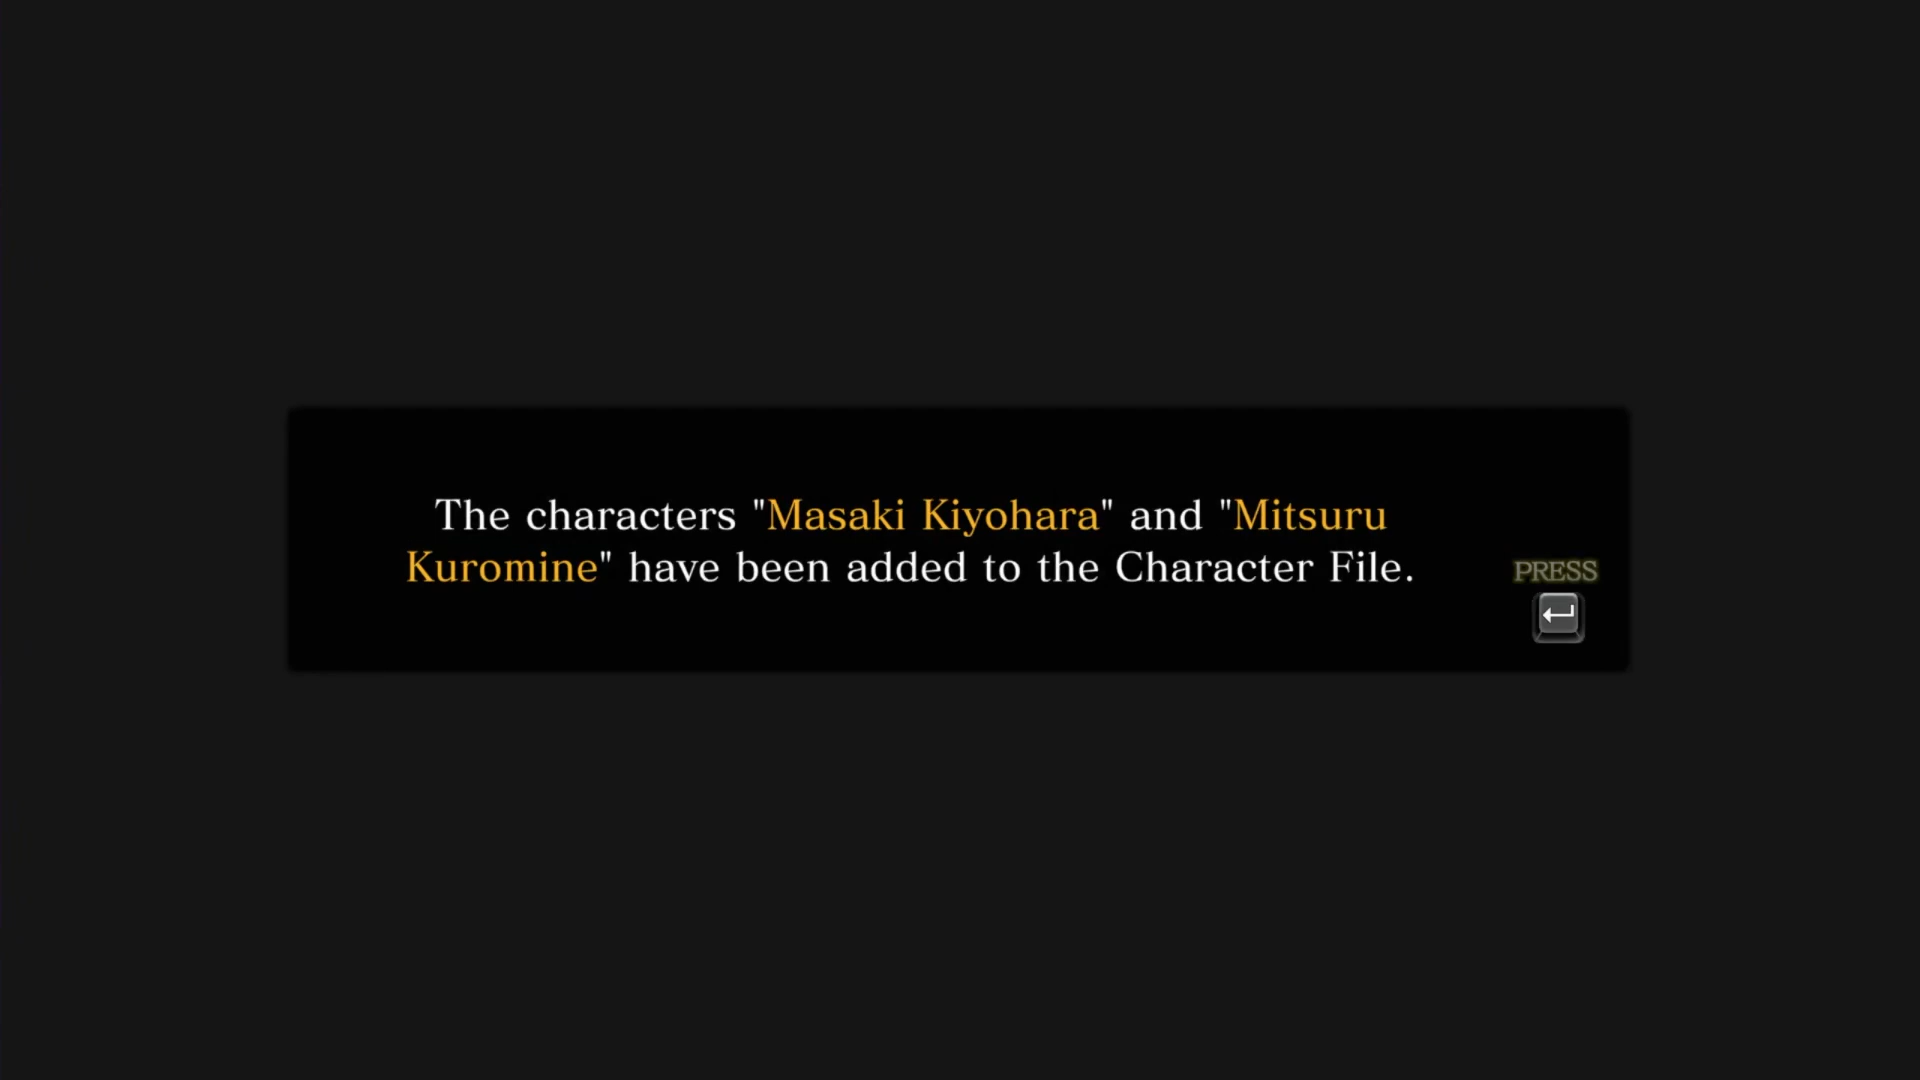 The characters "Masaki Kiyohara" and "Mitsuru
Kuromine" have been added to the Character File.
PRESS